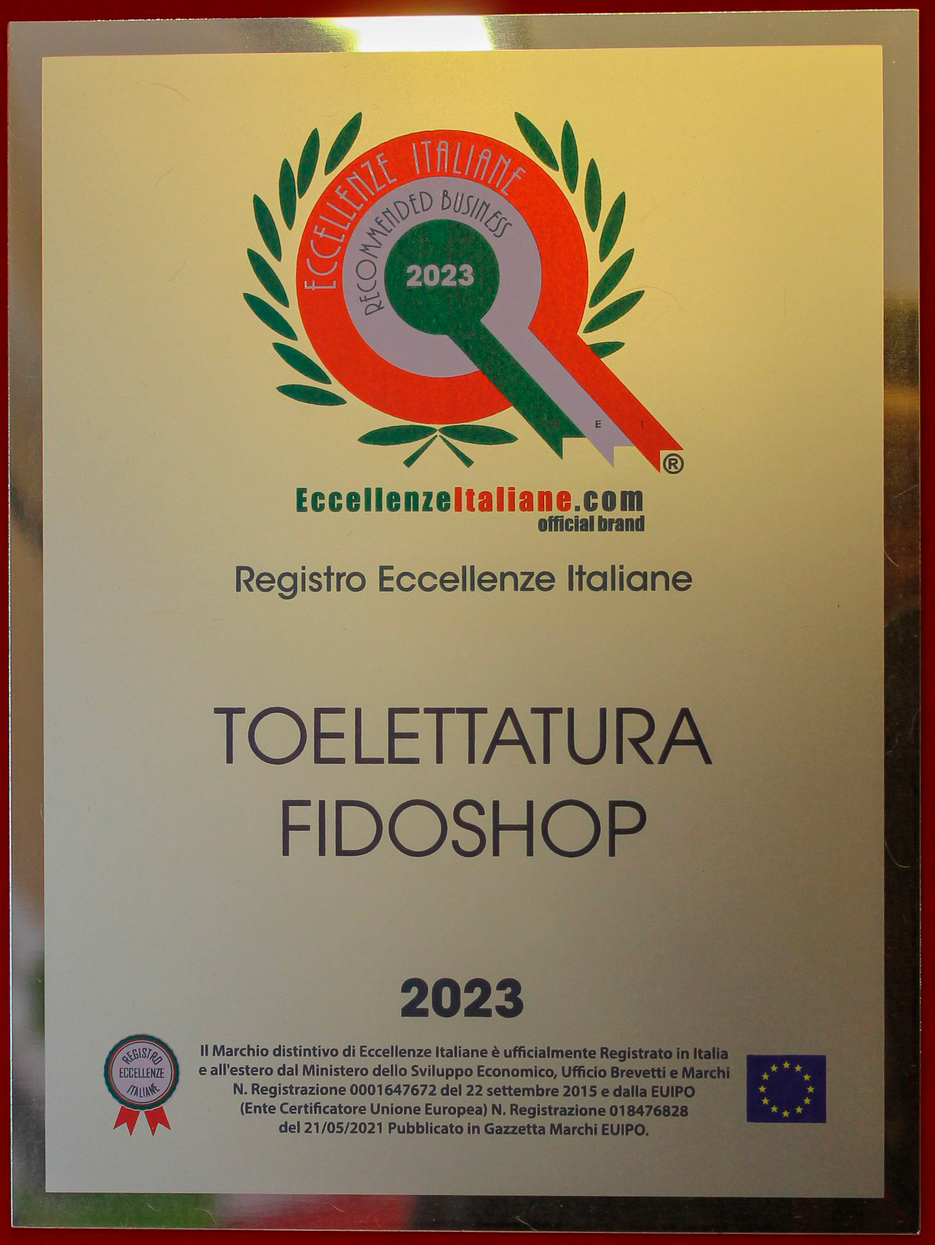 ECCELLENZE ITALIANE
RECOMMENDED BUSINESS
2023
E I
®
EccellenzeItaliane.com
official brand
Registro Eccellenze Italiane
TOELETTATURA
FIDOSHOP
2023
REGISTRO
ECCELLENZE
ITALIANE
Il Marchio distintivo di Eccellenze Italiane è ufficialmente Registrato in Italia
e all'estero dal Ministero dello Sviluppo Economico, Ufficio Brevetti e Marchi
N. Registrazione 0001647672 del 22 settembre 2015 e dalla EUIPO
(Ente Certificatore Unione Europea) N. Registrazione 018476828
del 21/05/2021 Pubblicato in Gazzetta Marchi EUIPO.